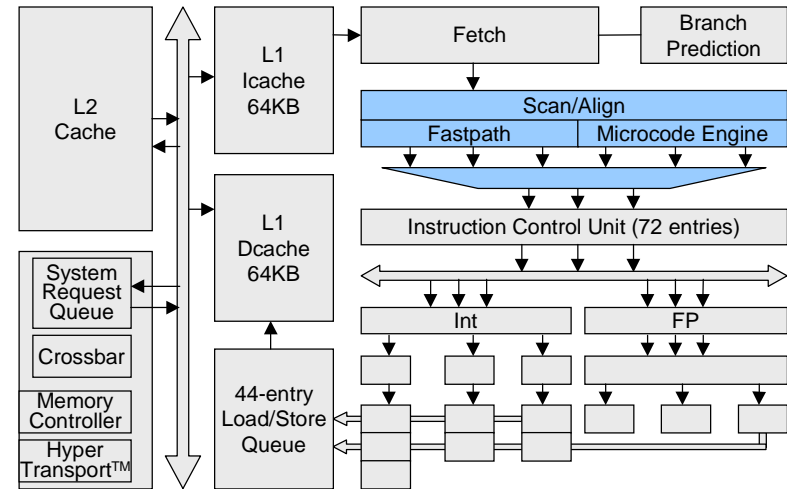 L2
Cache
System
Request
Queue
Crossbar
Memory
Controller
Hyper
Transport™
L1
Icache
64KB
L1
Dcache
64KB
44-entry
Load/Store
Queue
Fetch
Branch
Prediction
Scan/Align
Fastpath
Microcode Engine
Instruction Control Unit (72 entries)
Int
FP